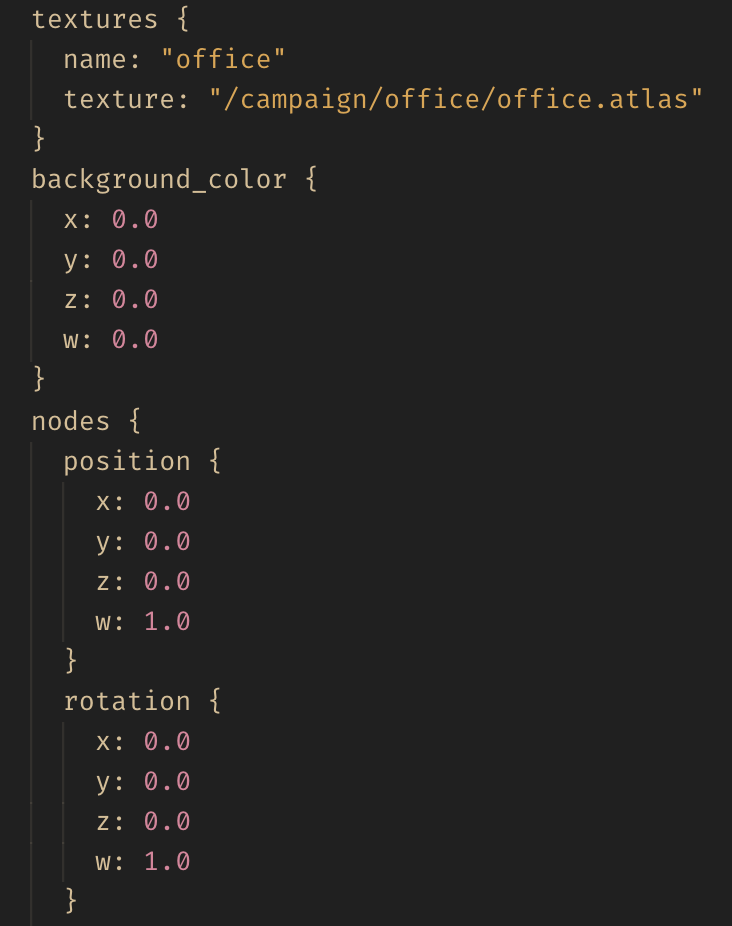 textures {
  name: "office"
  texture: "/campaign/office/office.atlas"
}
background_color {
  x: 0.0
  y: 0.0
  z: 0.0
  w: 0.0
}
nodes {
  position {
    x: 0.0
    y: 0.0
    z: 0.0
    w: 1.0
  }
  rotation {
    x: 0.0
    y: 0.0
    z: 0.0
    w: 1.0
  }